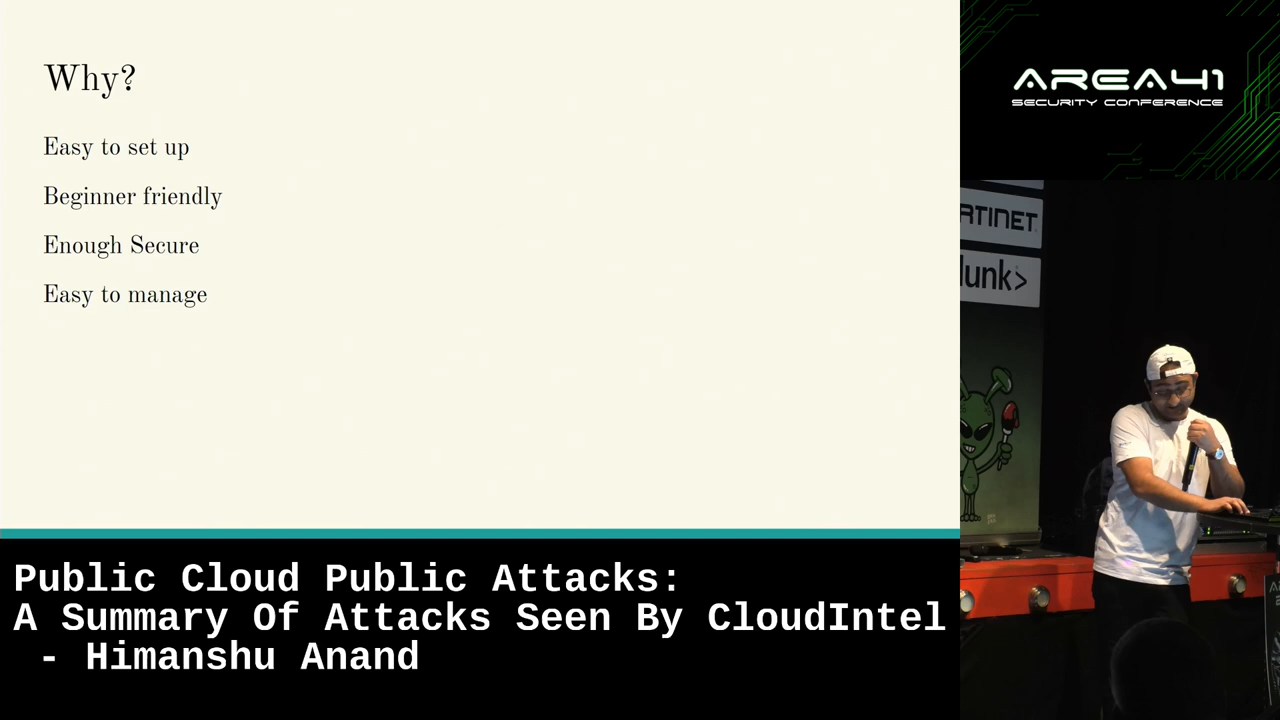 Why?
Easy to set up
Beginner friendly
Enough Secure
Easy to manage
Public Cloud Public Attacks:
A Summary Of Attacks Seen By CloudIntel
- Himanshu Anand
AREA41
SECURITY CONFERENCE
RTINET
lunk>